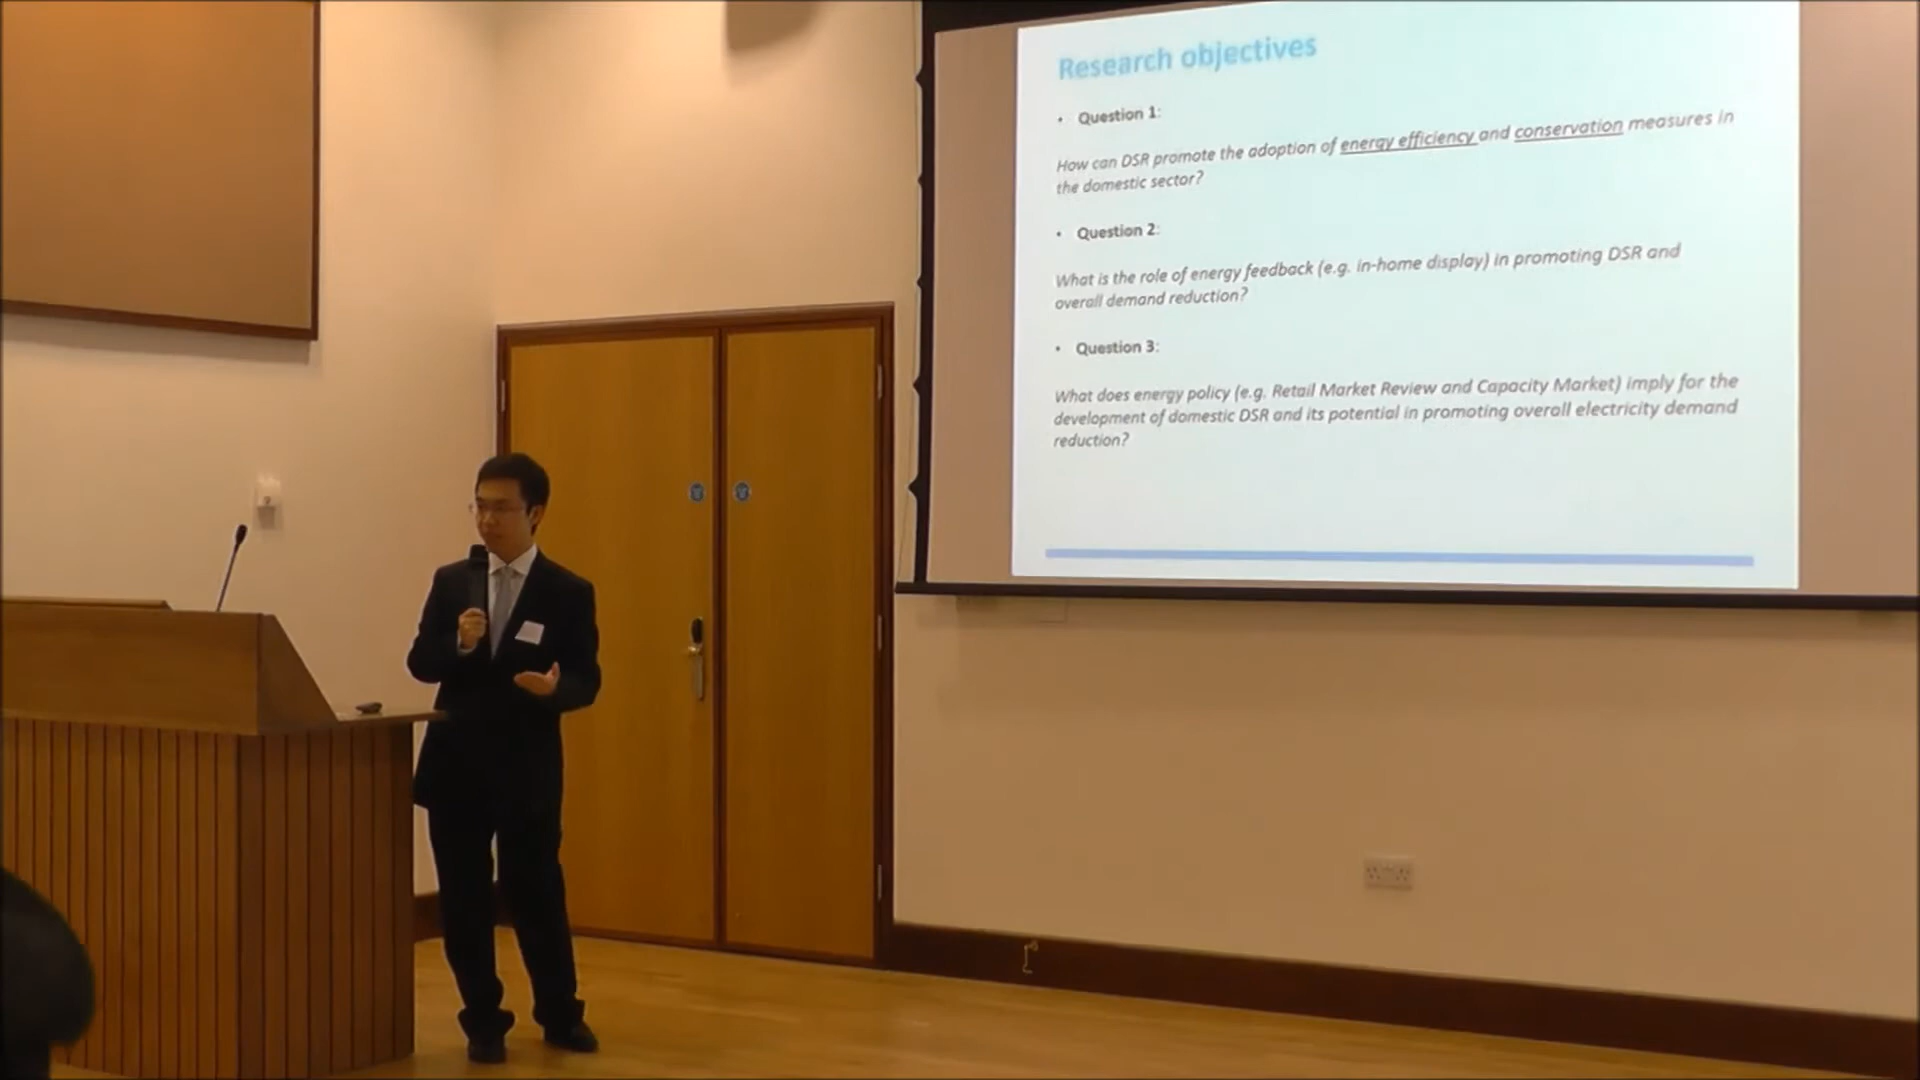 Research objectives
• Question 1:
How can DSR promote the adoption of energy efficiency and conservation measures in
the domestic sector?
• Question 2:
What is the role of energy feedback (e.g. in-home display) in promoting DSR and
overall demand reduction?
• Question 3:
What does energy policy (e.g. Retail Market Review and Capacity Market) imply for the
development of domestic DSR and its potential in promoting overall electricity demand
reduction?